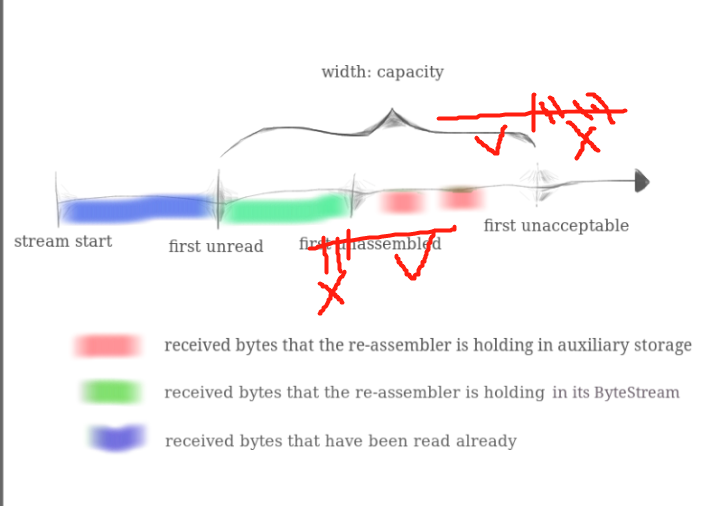 width: capacity
stream start
first unread
first unassembled
first unacceptable
received bytes that the re-assembler is holding in auxiliary storage
received bytes that the re-assembler is holding in its ByteStream
received bytes that have been read already